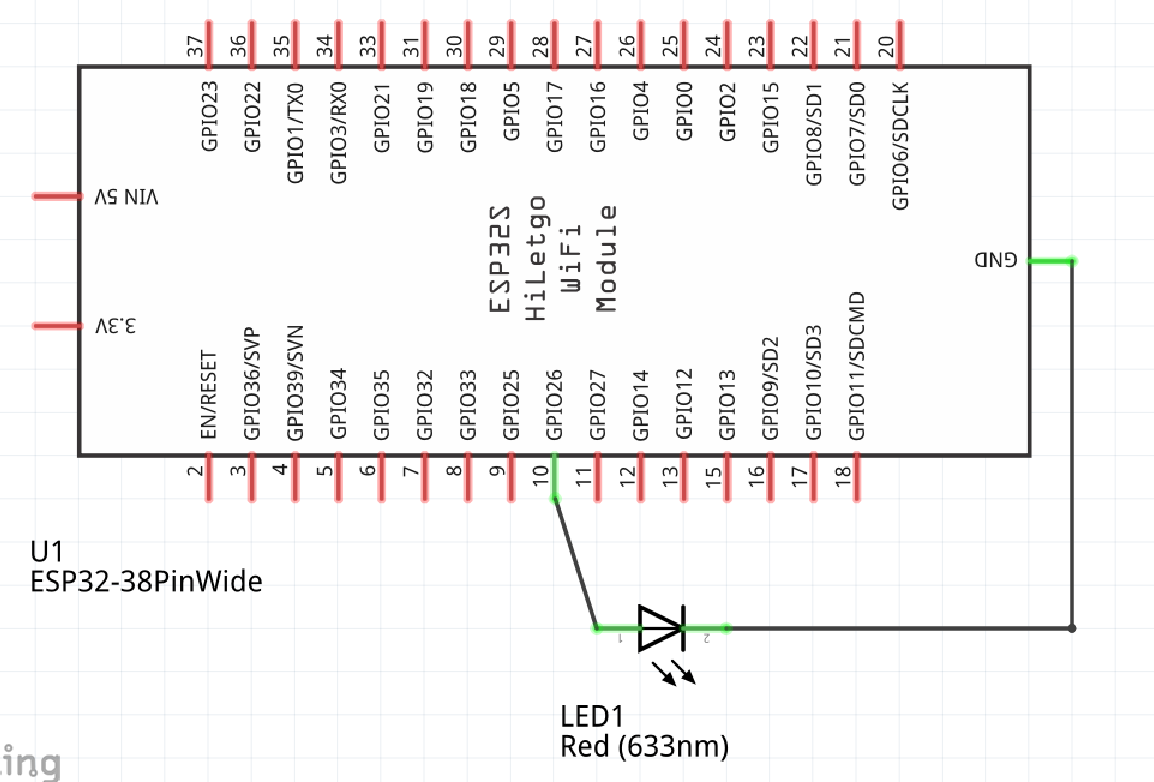 37
36
35
34
33
31
30
29
28
27
26
25
24
23
22
21
20
GPIO23
GPIO22
GPIO1/TX0
GPIO3/RX0
GPIO21
GPIO19
GPIO18
GPIO5
GPIO17
GPIO16
GPIO4
GPIO0
GPIO2
GPIO15
GPIO8/SD1
GPIO7/SD0
GPIO6/SDCLK
VIN 5V
3.3V
ESP32S
HiLetgo
WiFi
Module
GND
EN/RESET
GPIO36/SVP
GPIO39/SVN
GPIO34
GPIO35
GPIO32
GPIO33
GPIO25
GPIO26
GPIO27
GPIO14
GPIO12
GPIO13
GPIO9/SD2
GPIO10/SD3
GPIO11/SDCMD
2
3
4
5
6
7
8
9
10
11
12
13
15
16
17
18
U1
ESP32-38PinWide
1
2
LED1
Red (633nm)
ing